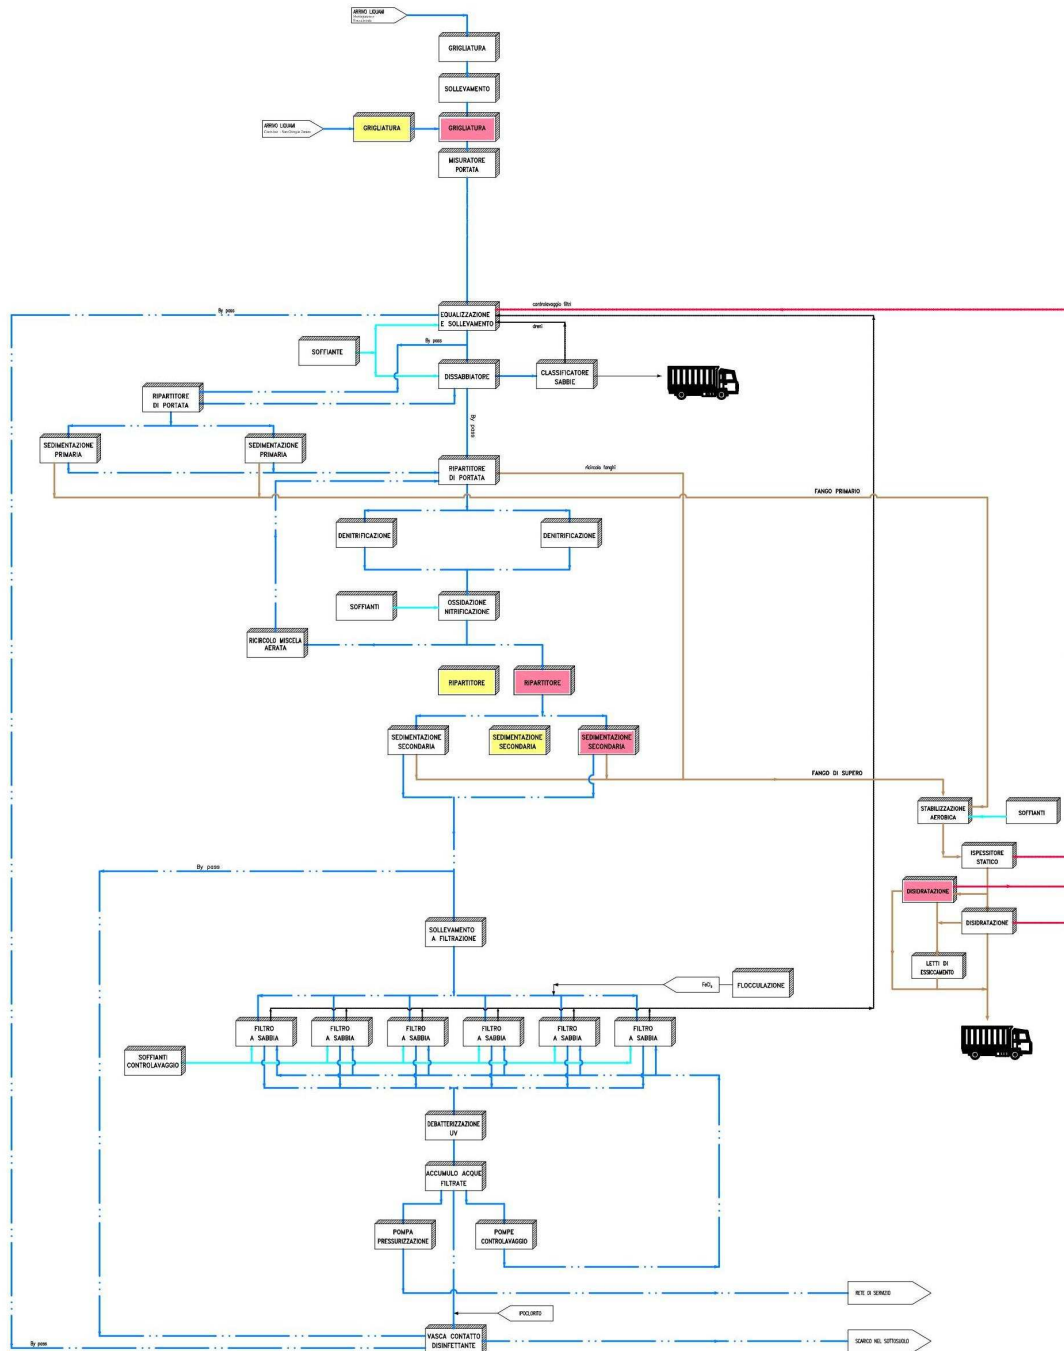 ARRIVO LIQUAMI
GRIGLIATURA
SOLLEVAMENTO
ARRIVO LIQUAMI
GRIGLIATURA
GRIGLIATURA
MISURATORE
PORTATA
controlavaggio filtri
By pass
EQUALIZZAZIONE
E SOLLEVAMENTO
dreni
By pass
SOFFIANTE
DISSABBIATORE
CLASSIFICATORE
SABBIE
RIPARTITORE
DI PORTATA
By pass
SEDIMENTAZIONE
PRIMARIA
SEDIMENTAZIONE
PRIMARIA
RIPARTITORE
DI PORTATA
ricircolo fanghi
FANGO PRIMARIO
DENITRIFICAZIONE
DENITRIFICAZIONE
SOFFIANTI
OSSIDAZIONE
NITRIFICAZIONE
RICIRCOLO MISCELA
AERATA
RIPARTITORE
RIPARTITORE
SEDIMENTAZIONE
SECONDARIA
SEDIMENTAZIONE
SECONDARIA
SEDIMENTAZIONE
SECONDARIA
FANGO DI SUPERO
STABILIZZAZIONE
AEROBICA
SOFFIANTI
ISPESSITORE
STATICO
By pass
DISIDRATAZIONE
SOLLEVAMENTO
A FILTRAZIONE
DISIDRATAZIONE
LETTI DI
ESSICCAMENTO
FLOCCULAZIONE
FILTRO
A SABBIA
FILTRO
A SABBIA
FILTRO
A SABBIA
FILTRO
A SABBIA
FILTRO
A SABBIA
FILTRO
A SABBIA
SOFFIANTI
CONTROLAVAGGIO
DEBATTERIZZAZIONE
UV
ACCUMULO ACQUE
FILTRATE
POMPA
PRESSURIZZAZIONE
POMPE
CONTROLAVAGGIO
RETE DI SERVIZIO
IPOCLORITO
By pass
VASCA CONTATTO
DISINFETTANTE
SCARICO NEL SOTTOSUOLO